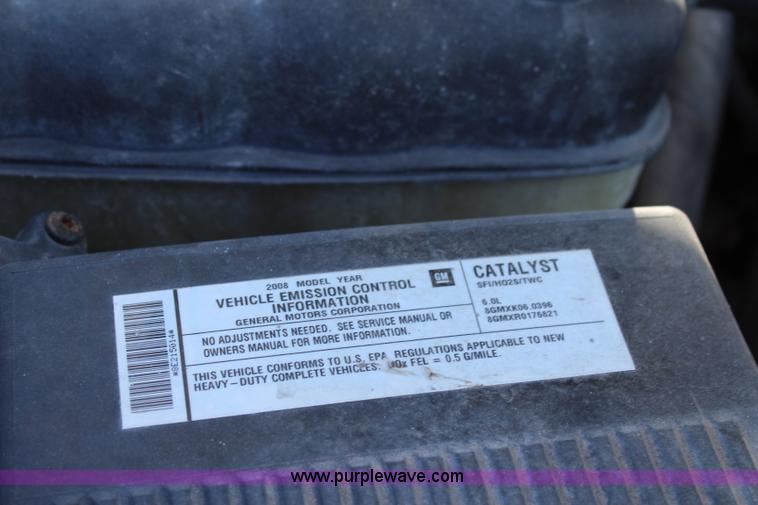 *8E215014*
2008 MODEL YEAR
VEHICLE EMISSION CONTROL
INFORMATION
GENERAL MOTORS CORPORATION
GM
NO ADJUSTMENTS NEEDED. SEE SERVICE MANUAL OR
OWNERS MANUAL FOR MORE INFORMATION.
CATALYST
SFI/HO2S/TWC
6.0L
8GMXK06.0396
8GMXR0176821
THIS VEHICLE CONFORMS TO U.S. EPA REGULATIONS APPLICABLE TO NEW
HEAVY-DUTY COMPLETE VEHICLES. NOx FEL = 0.5 G/MILE.
www.purplewave.com